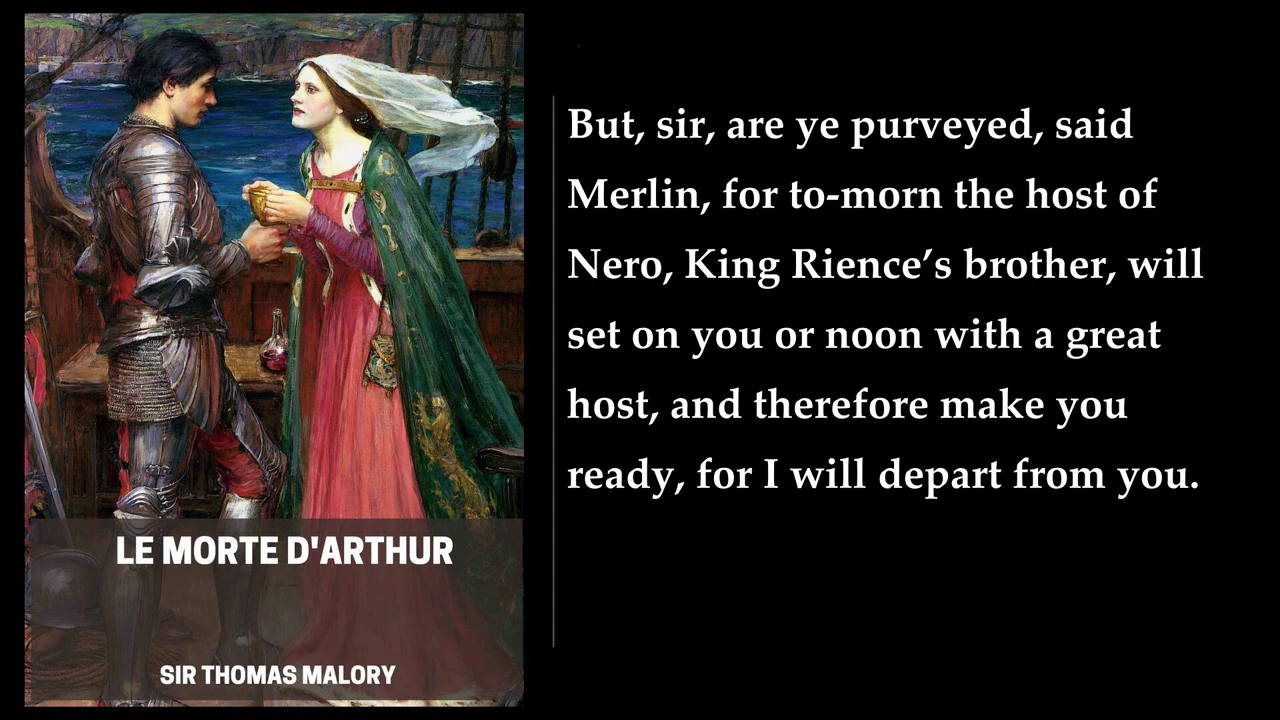 LE MORTE D'ARTHUR
SIR THOMAS MALORY
But, sir, are ye purveyed, said
Merlin, for to-morn the host of
Nero, King Rience’s brother, will
set on you or noon with a great
host, and therefore make you
ready, for I will depart from you.